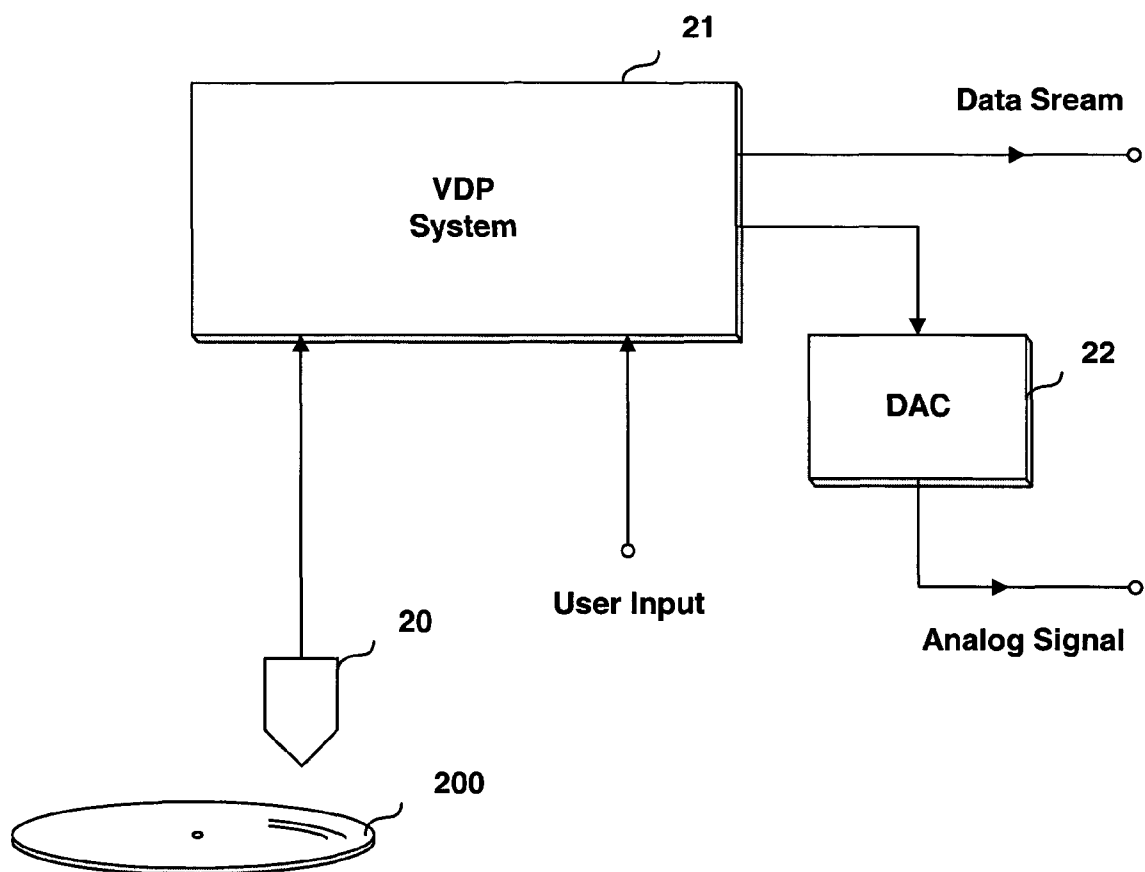 21
Data Sream
VDP
System
22
DAC
User Input
20
Analog Signal
200